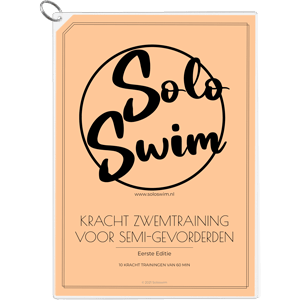 Solo
Swim
www.soloswim.nl
KRACHT ZWEMTRAINING
VOOR SEMI-GEVORDERDEN
Eerste Editie
10 KRACHT TRAININGEN VAN 60 MIN